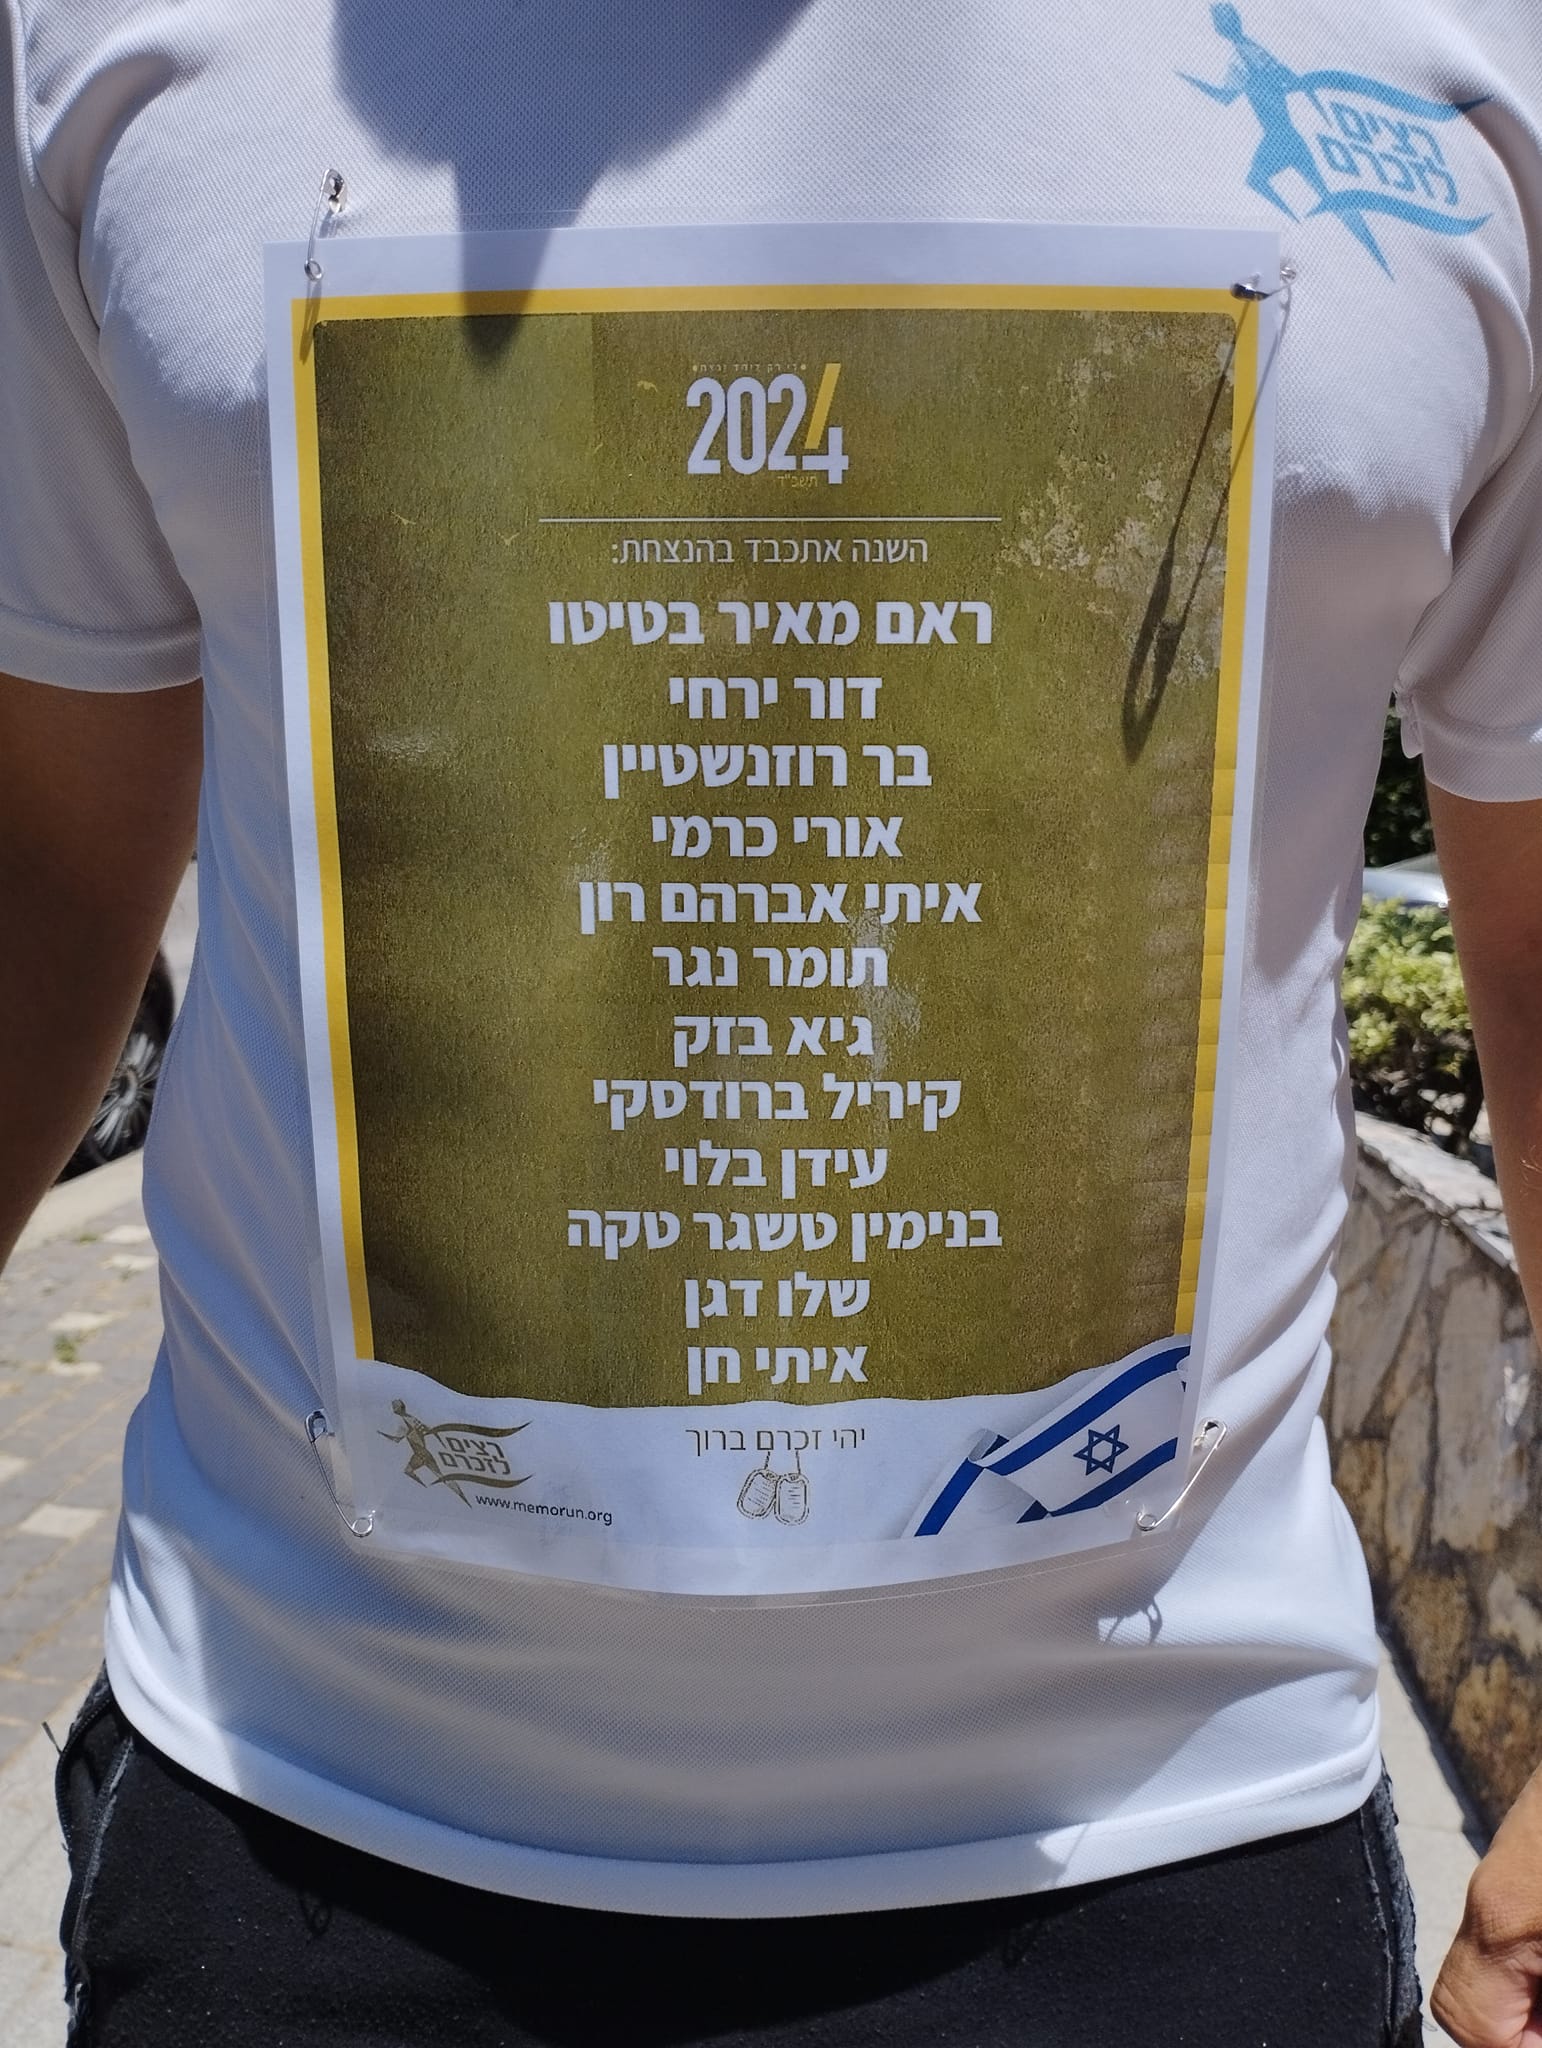 רצים
לזכרם
2024
תשפ"ד
השנה אתכבד בהנצחת:
ראם מאיר בטיטו
דור ירחי
בר רוזנשטיין
אורי כרמי
איתי אברהם רון
תומר נגר
גיא בזק
קיריל ברודסקי
עידן בלוי
בנימין טשגר טקה
שלו דגן
איתי חן
יהי זכרם ברוך
רצים
לזכרם
www.memorun.org